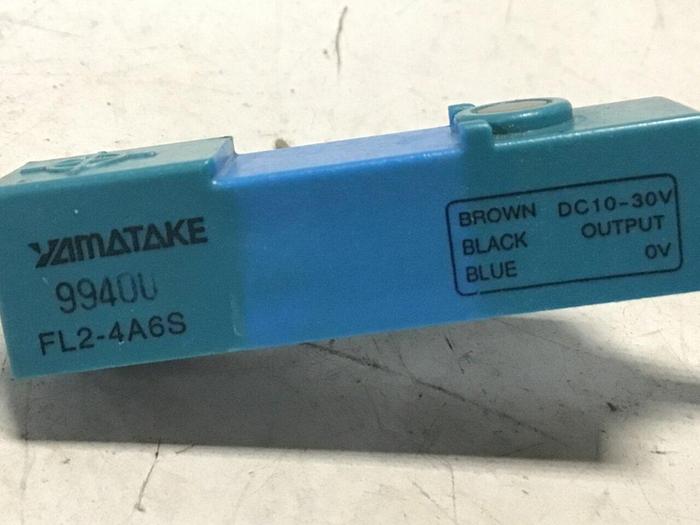 YAMATAKE
9940U
FL2-4A6S
BROWN DC10-30V
BLACK OUTPUT
BLUE 0V